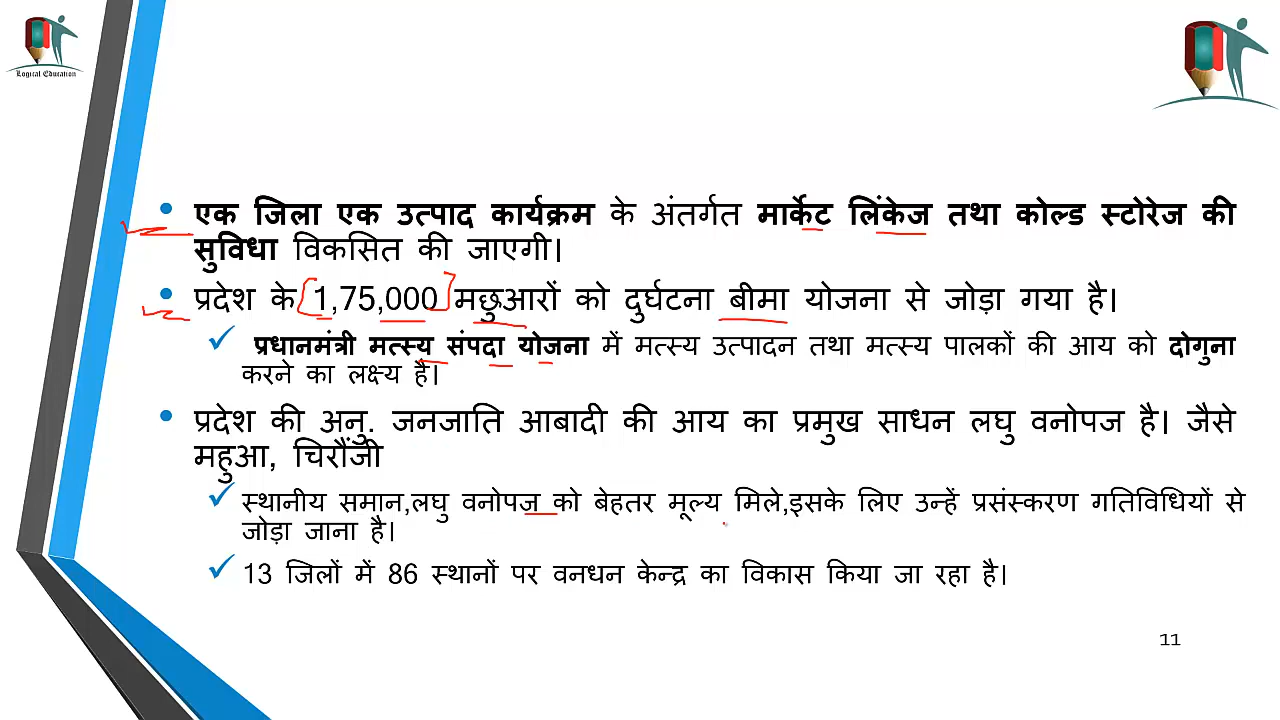 Logical Education
एक जिला एक उत्पाद कार्यक्रम के अंतर्गत मार्केट लिंकेज तथा कोल्ड स्टोरेज की
सुविधा विकसित की जाएगी।
प्रदेश के 1,75,000 मछुआरों को दुर्घटना बीमा योजना से जोड़ा गया है।
प्रधानमंत्री मत्स्य संपदा योजना में मत्स्य उत्पादन तथा मत्स्य पालकों की आय को दोगुना
करने का लक्ष्य है।
प्रदेश की अनु. जनजाति आबादी की आय का प्रमुख साधन लघु वनोपज है। जैसे
महुआ, चिरौंजी
स्थानीय समान,लघु वनोपज को बेहतर मूल्य मिले,इसके लिए उन्हें प्रसंस्करण गतिविधियों से
जोड़ा जाना है।
13 जिलों में 86 स्थानों पर वनधन केन्द्र का विकास किया जा रहा है।
11